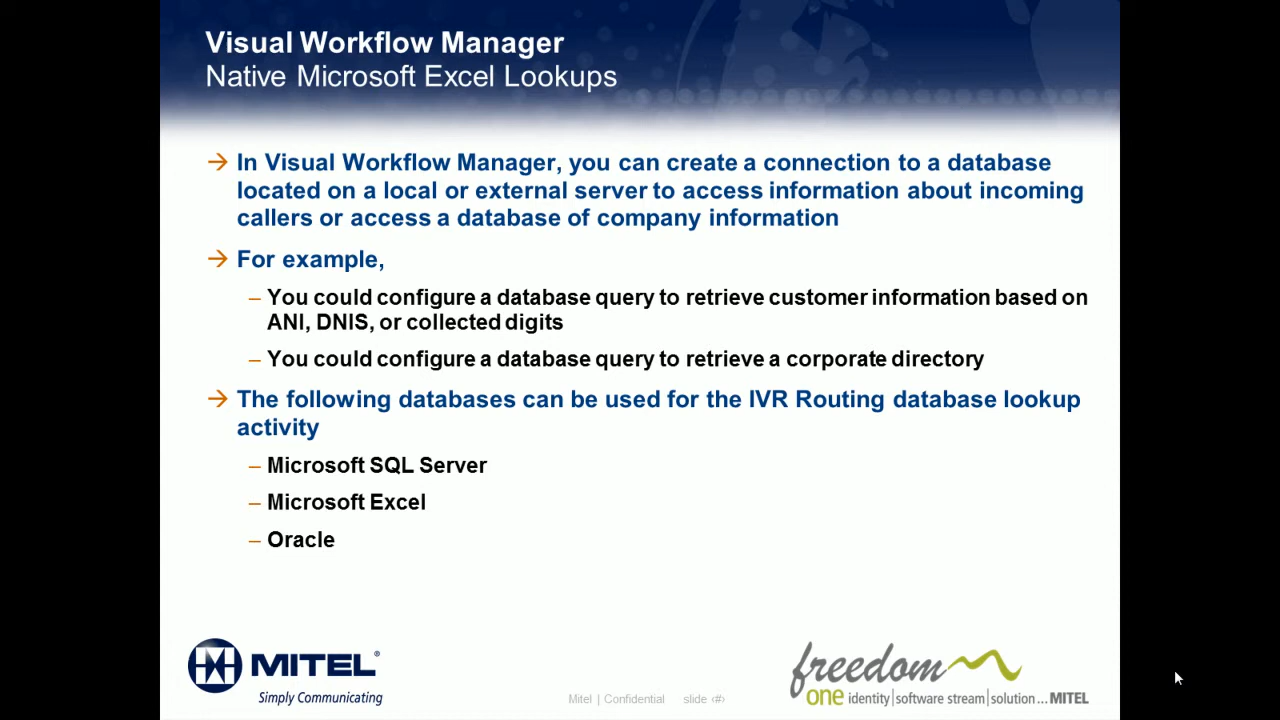 Visual Workflow Manager
Native Microsoft Excel Lookups
→ In Visual Workflow Manager, you can create a connection to a database
located on a local or external server to access information about incoming
callers or access a database of company information
→ For example,
– You could configure a database query to retrieve customer information based on
ANI, DNIS, or collected digits
– You could configure a database query to retrieve a corporate directory
→ The following databases can be used for the IVR Routing database lookup
activity
– Microsoft SQL Server
– Microsoft Excel
– Oracle
MITEL®
Simply Communicating
Mitel | Confidential slide ‹#›
freedom
one identity | software stream | solution ... MITEL